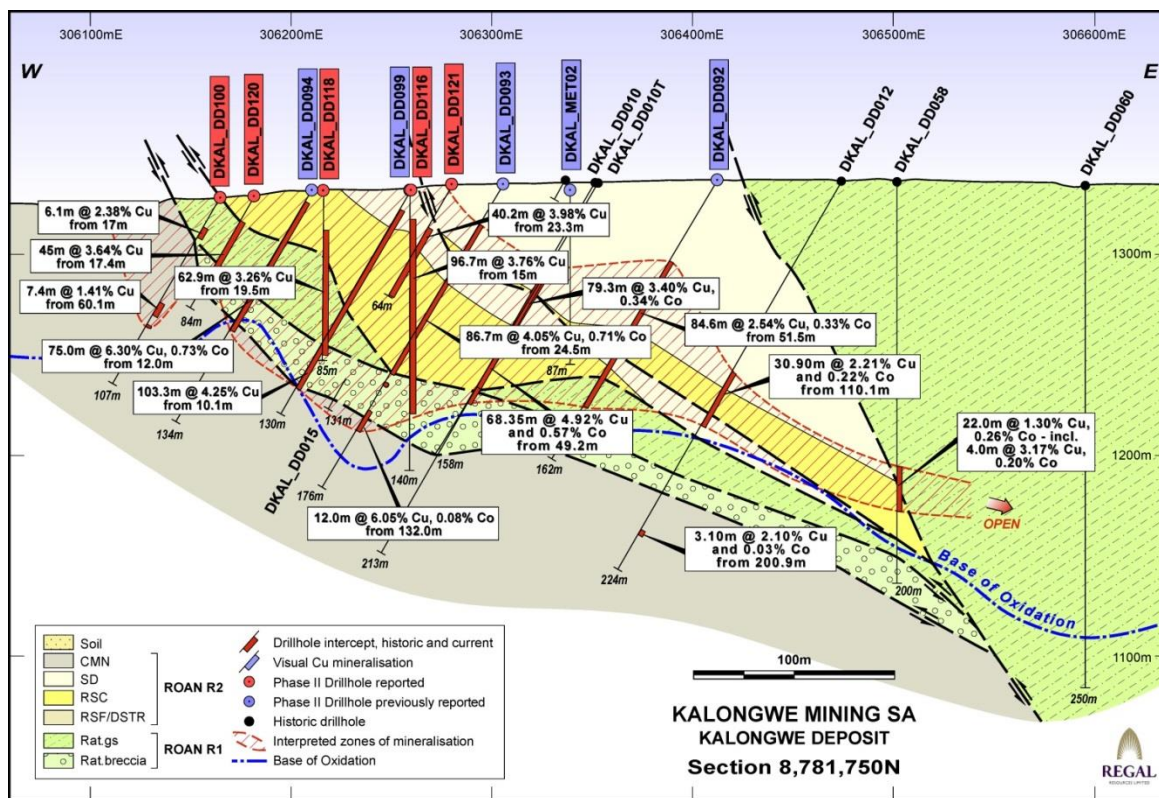 306100mE
306200mE
306300mE
306400mE
306500mE
306600mE
W
E
DKAL_DD100
DKAL_DD120
DKAL_DD094
DKAL_DD118
DKAL_DD099
DKAL_DD116
DKAL_DD121
DKAL_DD093
DKAL_MET02
DKAL_DD010
DKAL_DD010T
DKAL_DD092
DKAL_DD012
DKAL_DD058
DKAL_DD060
6.1m @ 2.38% Cu
from 17m
45m @ 3.64% Cu
from 17.4m
7.4m @ 1.41% Cu
from 60.1m
62.9m @ 3.26% Cu
from 19.5m
40.2m @ 3.98% Cu
from 23.3m
96.7m @ 3.76% Cu
from 15m
79.3m @ 3.40% Cu,
0.34% Co
84.6m @ 2.54% Cu, 0.33% Co
from 51.5m
86.7m @ 4.05% Cu, 0.71% Co
from 24.5m
75.0m @ 6.30% Cu, 0.73% Co
from 12.0m
103.3m @ 4.25% Cu
from 10.1m
30.90m @ 2.21% Cu
and 0.22% Co
from 110.1m
68.35m @ 4.92% Cu
and 0.57% Co
from 49.2m
22.0m @ 1.30% Cu,
0.26% Co - incl.
4.0m @ 3.17% Cu,
0.20% Co
12.0m @ 6.05% Cu, 0.08% Co
from 132.0m
3.10m @ 2.10% Cu
and 0.03% Co
from 200.9m
1300m
1200m
1100m
84m
64m
85m
87m
107m
134m
130m
131m
DKAL_DD015
176m
140m
158m
162m
213m
224m
200m
250m
OPEN
Base of Oxidation
Soil
CMN
SD
RSC
RSF/DSTR
ROAN R2
Rat.gs
Rat.breccia
ROAN R1
Drillhole intercept, historic and current
Visual Cu mineralisation
Phase II Drillhole reported
Phase II Drillhole previously reported
Historic drillhole
Interpreted zones of mineralisation
Base of Oxidation
100m
KALONGWE MINING SA
KALONGWE DEPOSIT
Section 8,781,750N
REGAL
RESOURCES LIMITED